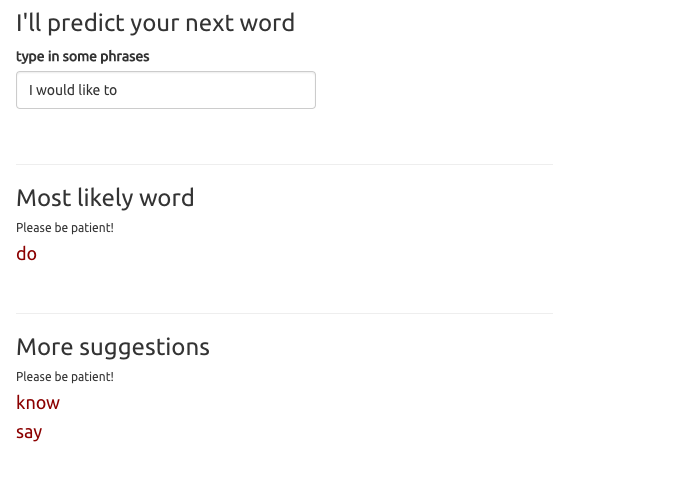 I'll predict your next word
type in some phrases
I would like to
Most likely word
Please be patient!
do
More suggestions
Please be patient!
know
say